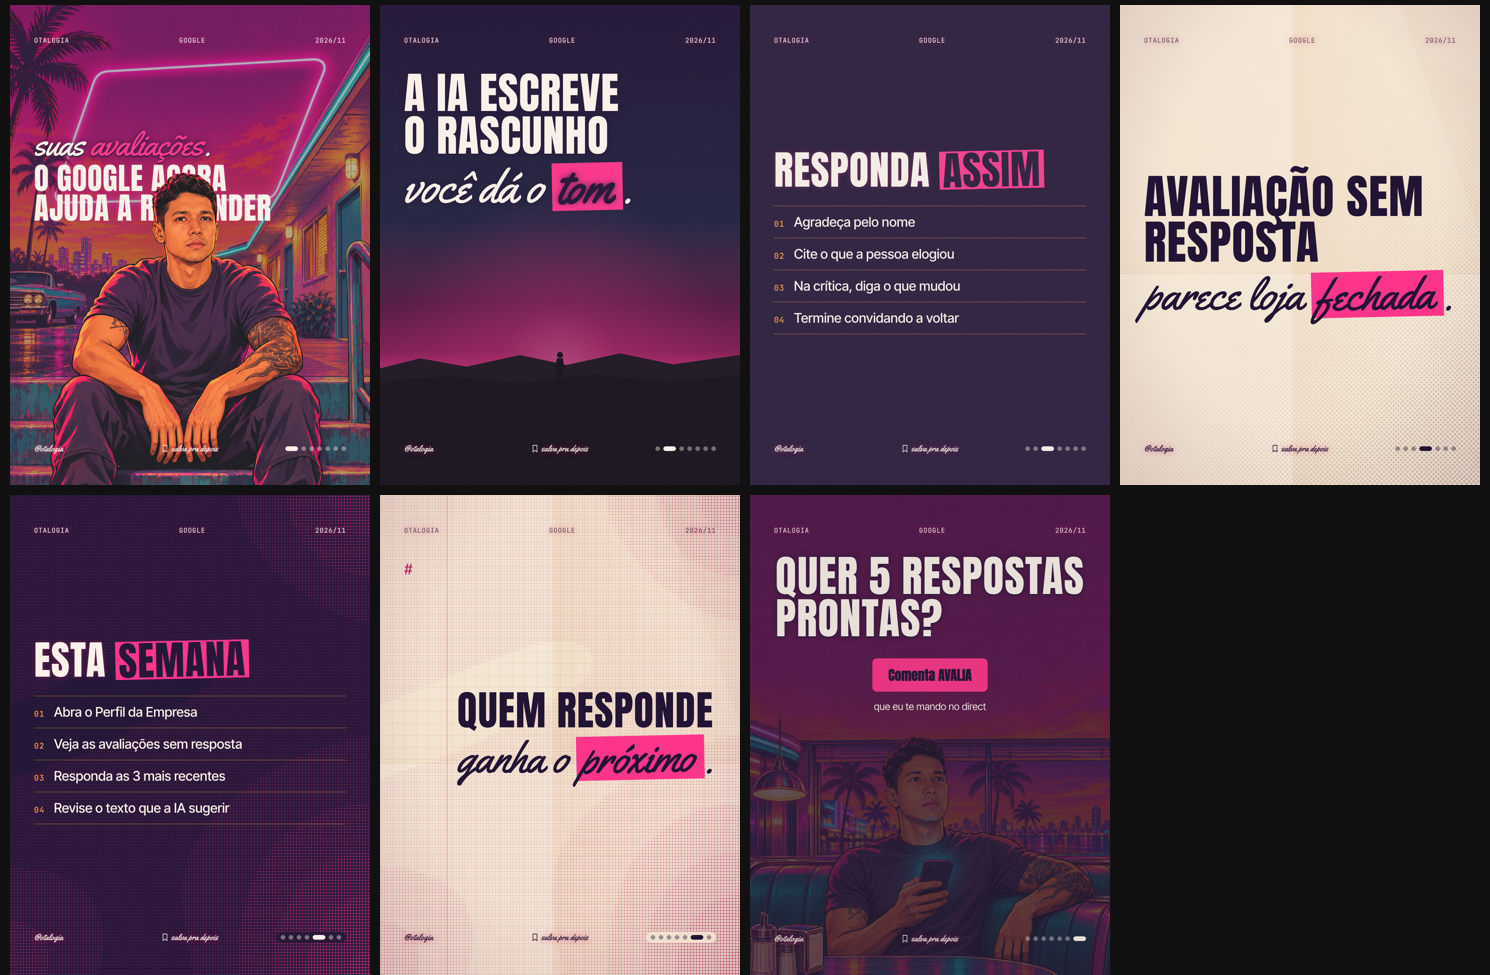 OTALOGIA GOOGLE 2026/11
suas avaliações.
O GOOGLE AGORA
AJUDA A R NDER
@otalogia salva pra depois
OTALOGIA GOOGLE 2026/11
A IA ESCREVE
O RASCUNHO
você dá o tom.
@otalogia salva pra depois
OTALOGIA GOOGLE 2026/11
RESPONDA ASSIM
01 Agradeça pelo nome
02 Cite o que a pessoa elogiou
03 Na crítica, diga o que mudou
04 Termine convidando a voltar
@otalogia salva pra depois
OTALOGIA GOOGLE 2026/11
AVALIAÇÃO SEM
RESPOSTA
parece loja fechada.
@otalogia salva pra depois
OTALOGIA GOOGLE 2026/11
ESTA SEMANA
01 Abra o Perfil da Empresa
02 Veja as avaliações sem resposta
03 Responda as 3 mais recentes
04 Revise o texto que a IA sugerir
@otalogia salva pra depois
OTALOGIA GOOGLE 2026/11
#
QUEM RESPONDE
ganha o próximo.
@otalogia salva pra depois
OTALOGIA GOOGLE 2026/11
QUER 5 RESPOSTAS
PRONTAS?
Comenta AVALIA
que eu te mando no direct
@otalogia salva pra depois